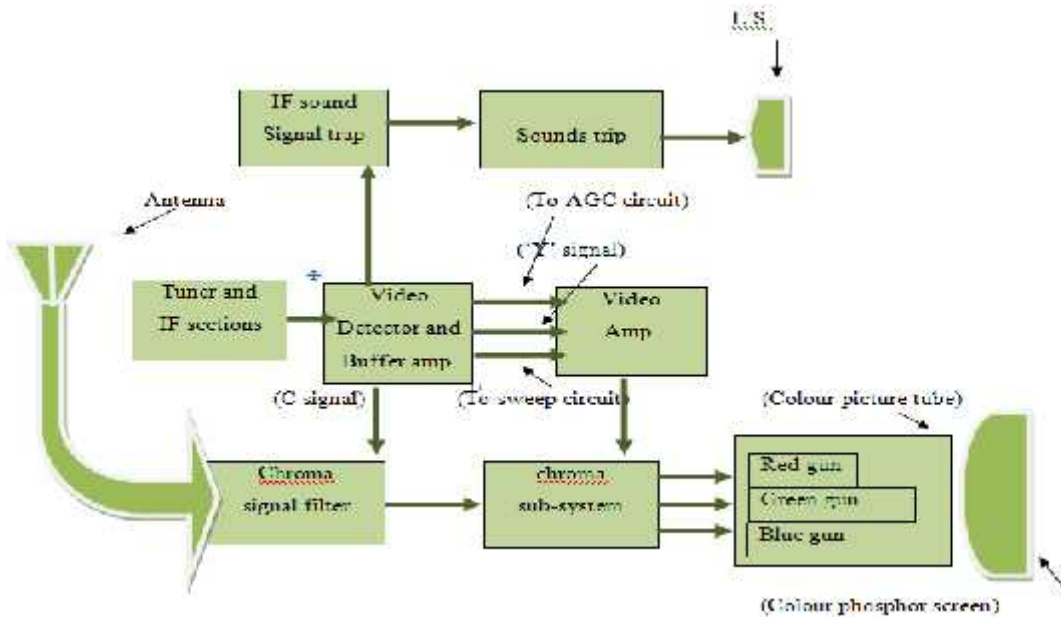 L S
IF sound
Signal trap
Sounds trip
Antenna
(To AGC circuit)
('Y' signal)
Tuner and
IF sections
Video
Detector and
Buffer amp
Video
Amp
(C signal)
(To sweep circuit)
(Colour picture tube)
Chroma
signal filter
chroma
sub-system
Red gun
Green gun
Blue gun
(Colour phosphor screen)